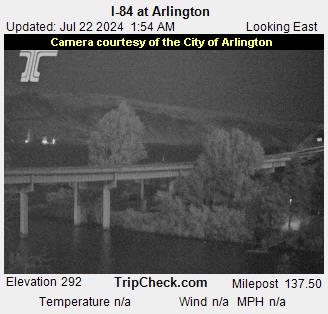 I-84 at Arlington
Updated: Jul 22 2024 1:54 AM Looking East
Camera courtesy of the City of Arlington
Elevation 292 TripCheck.com Milepost 137.50
Temperature n/a Wind n/a MPH n/a